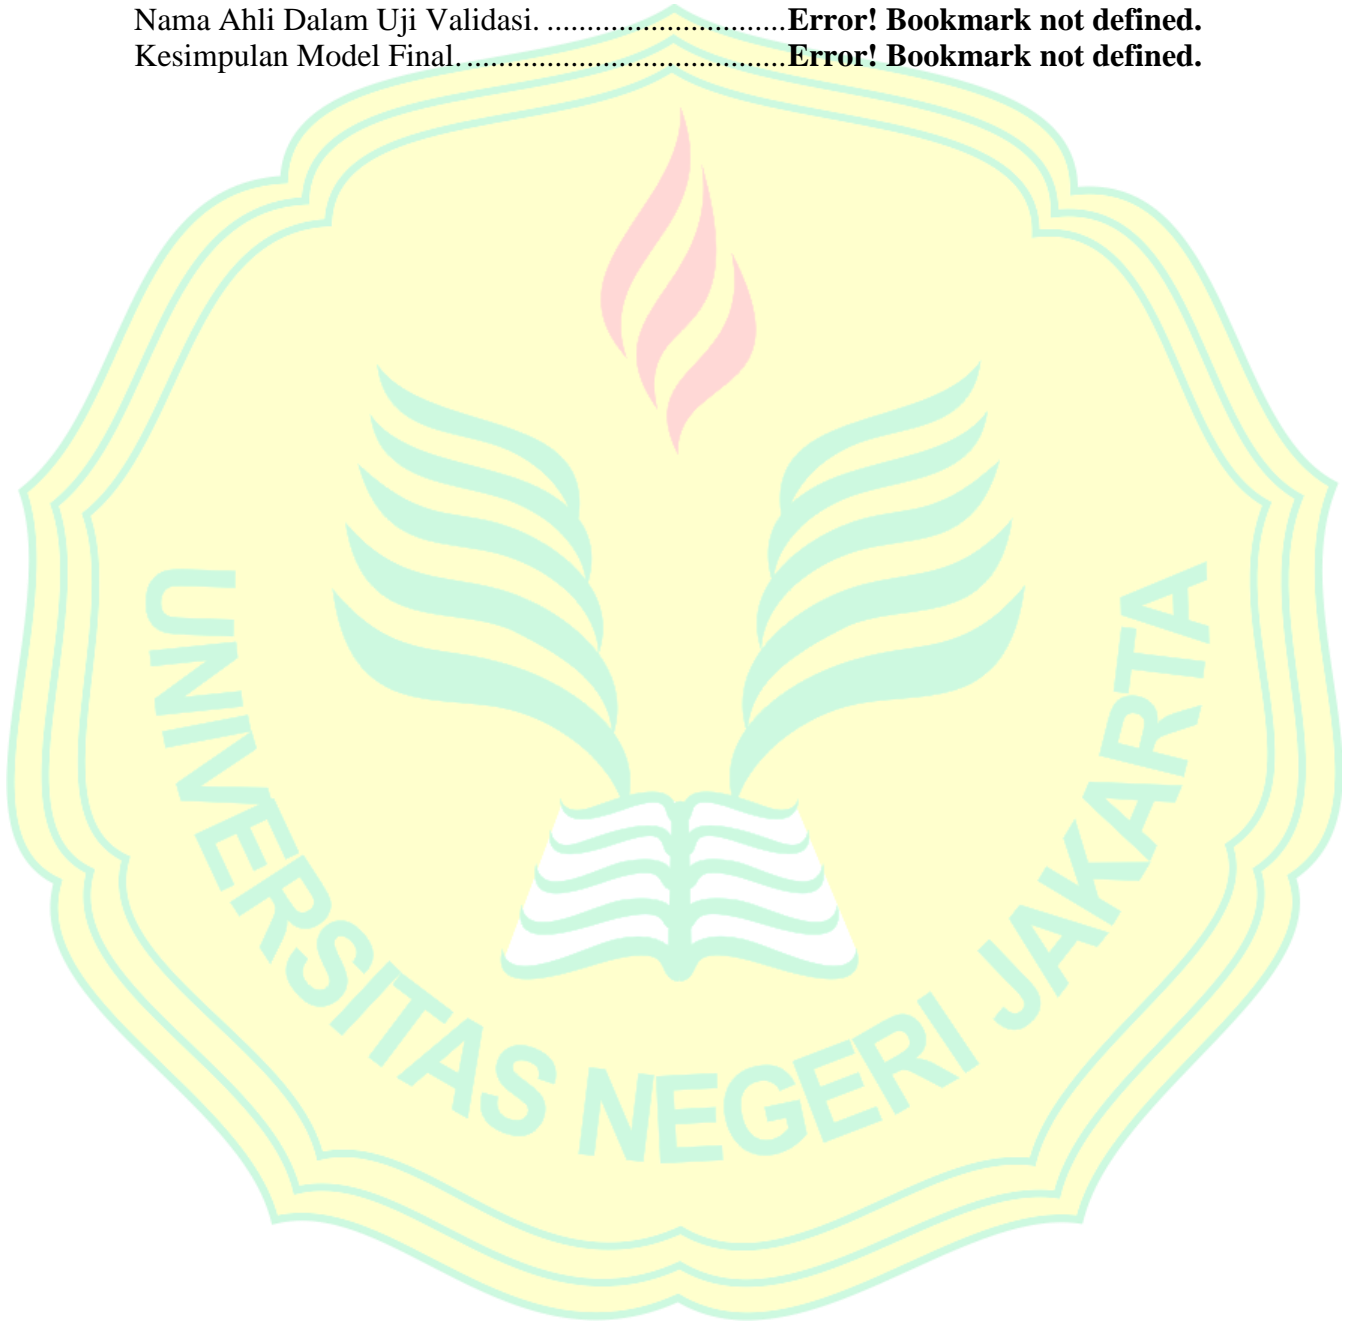 Nama Ahli Dalam Uji Validasi. ..............................Error! Bookmark not defined.
Kesimpulan Model Final. ........................................Error! Bookmark not defined.
UNIVERSITAS NEGERI JAKARTA